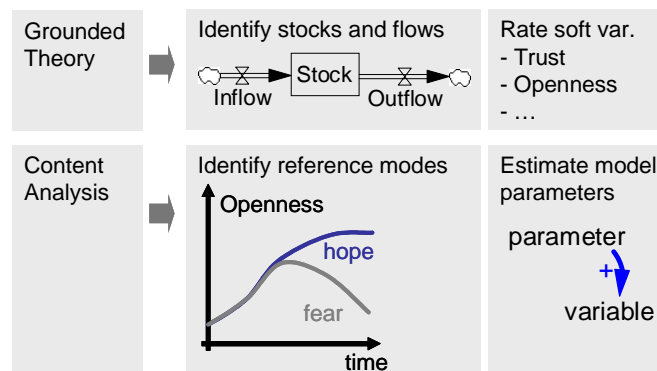 Grounded
Theory
Identify stocks and flows
Stock
Inflow
Outflow
Rate soft var.
- Trust
- Openness
- …
Content
Analysis
Identify reference modes
Openness
hope
fear
time
Estimate model
parameters
parameter
+
variable